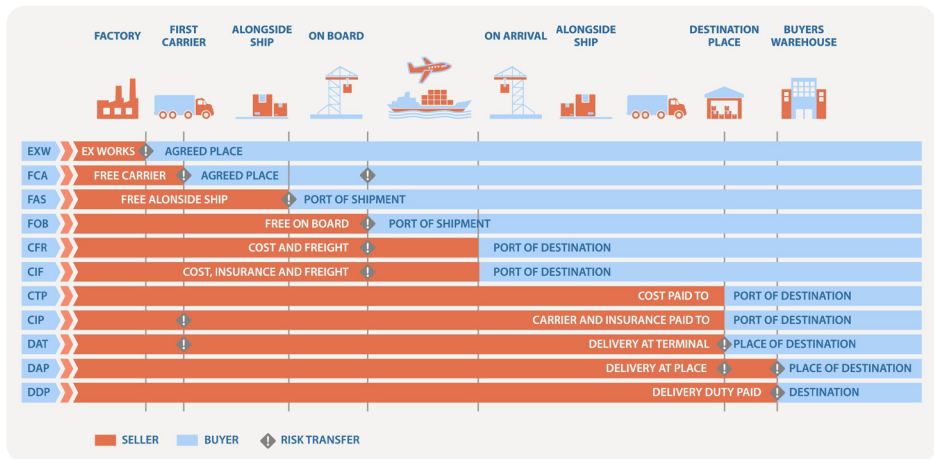 FACTORY
FIRST
CARRIER
ALONGSIDE
SHIP
ON BOARD
ON ARRIVAL
ALONGSIDE
SHIP
DESTINATION
PLACE
BUYERS
WAREHOUSE
EXW EX WORKS ! AGREED PLACE
FCA FREE CARRIER ! AGREED PLACE !
FAS FREE ALONSIDE SHIP ! PORT OF SHIPMENT
FOB FREE ON BOARD ! PORT OF SHIPMENT
CFR COST AND FREIGHT ! PORT OF DESTINATION
CIF COST, INSURANCE AND FREIGHT ! PORT OF DESTINATION
CTP COST PAID TO PORT OF DESTINATION
CIP ! CARRIER AND INSURANCE PAID TO PORT OF DESTINATION
DAT ! DELIVERY AT TERMINAL ! PLACE OF DESTINATION
DAP DELIVERY AT PLACE ! ! PLACE OF DESTINATION
DDP DELIVERY DUTY PAID ! DESTINATION
SELLER BUYER ! RISK TRANSFER